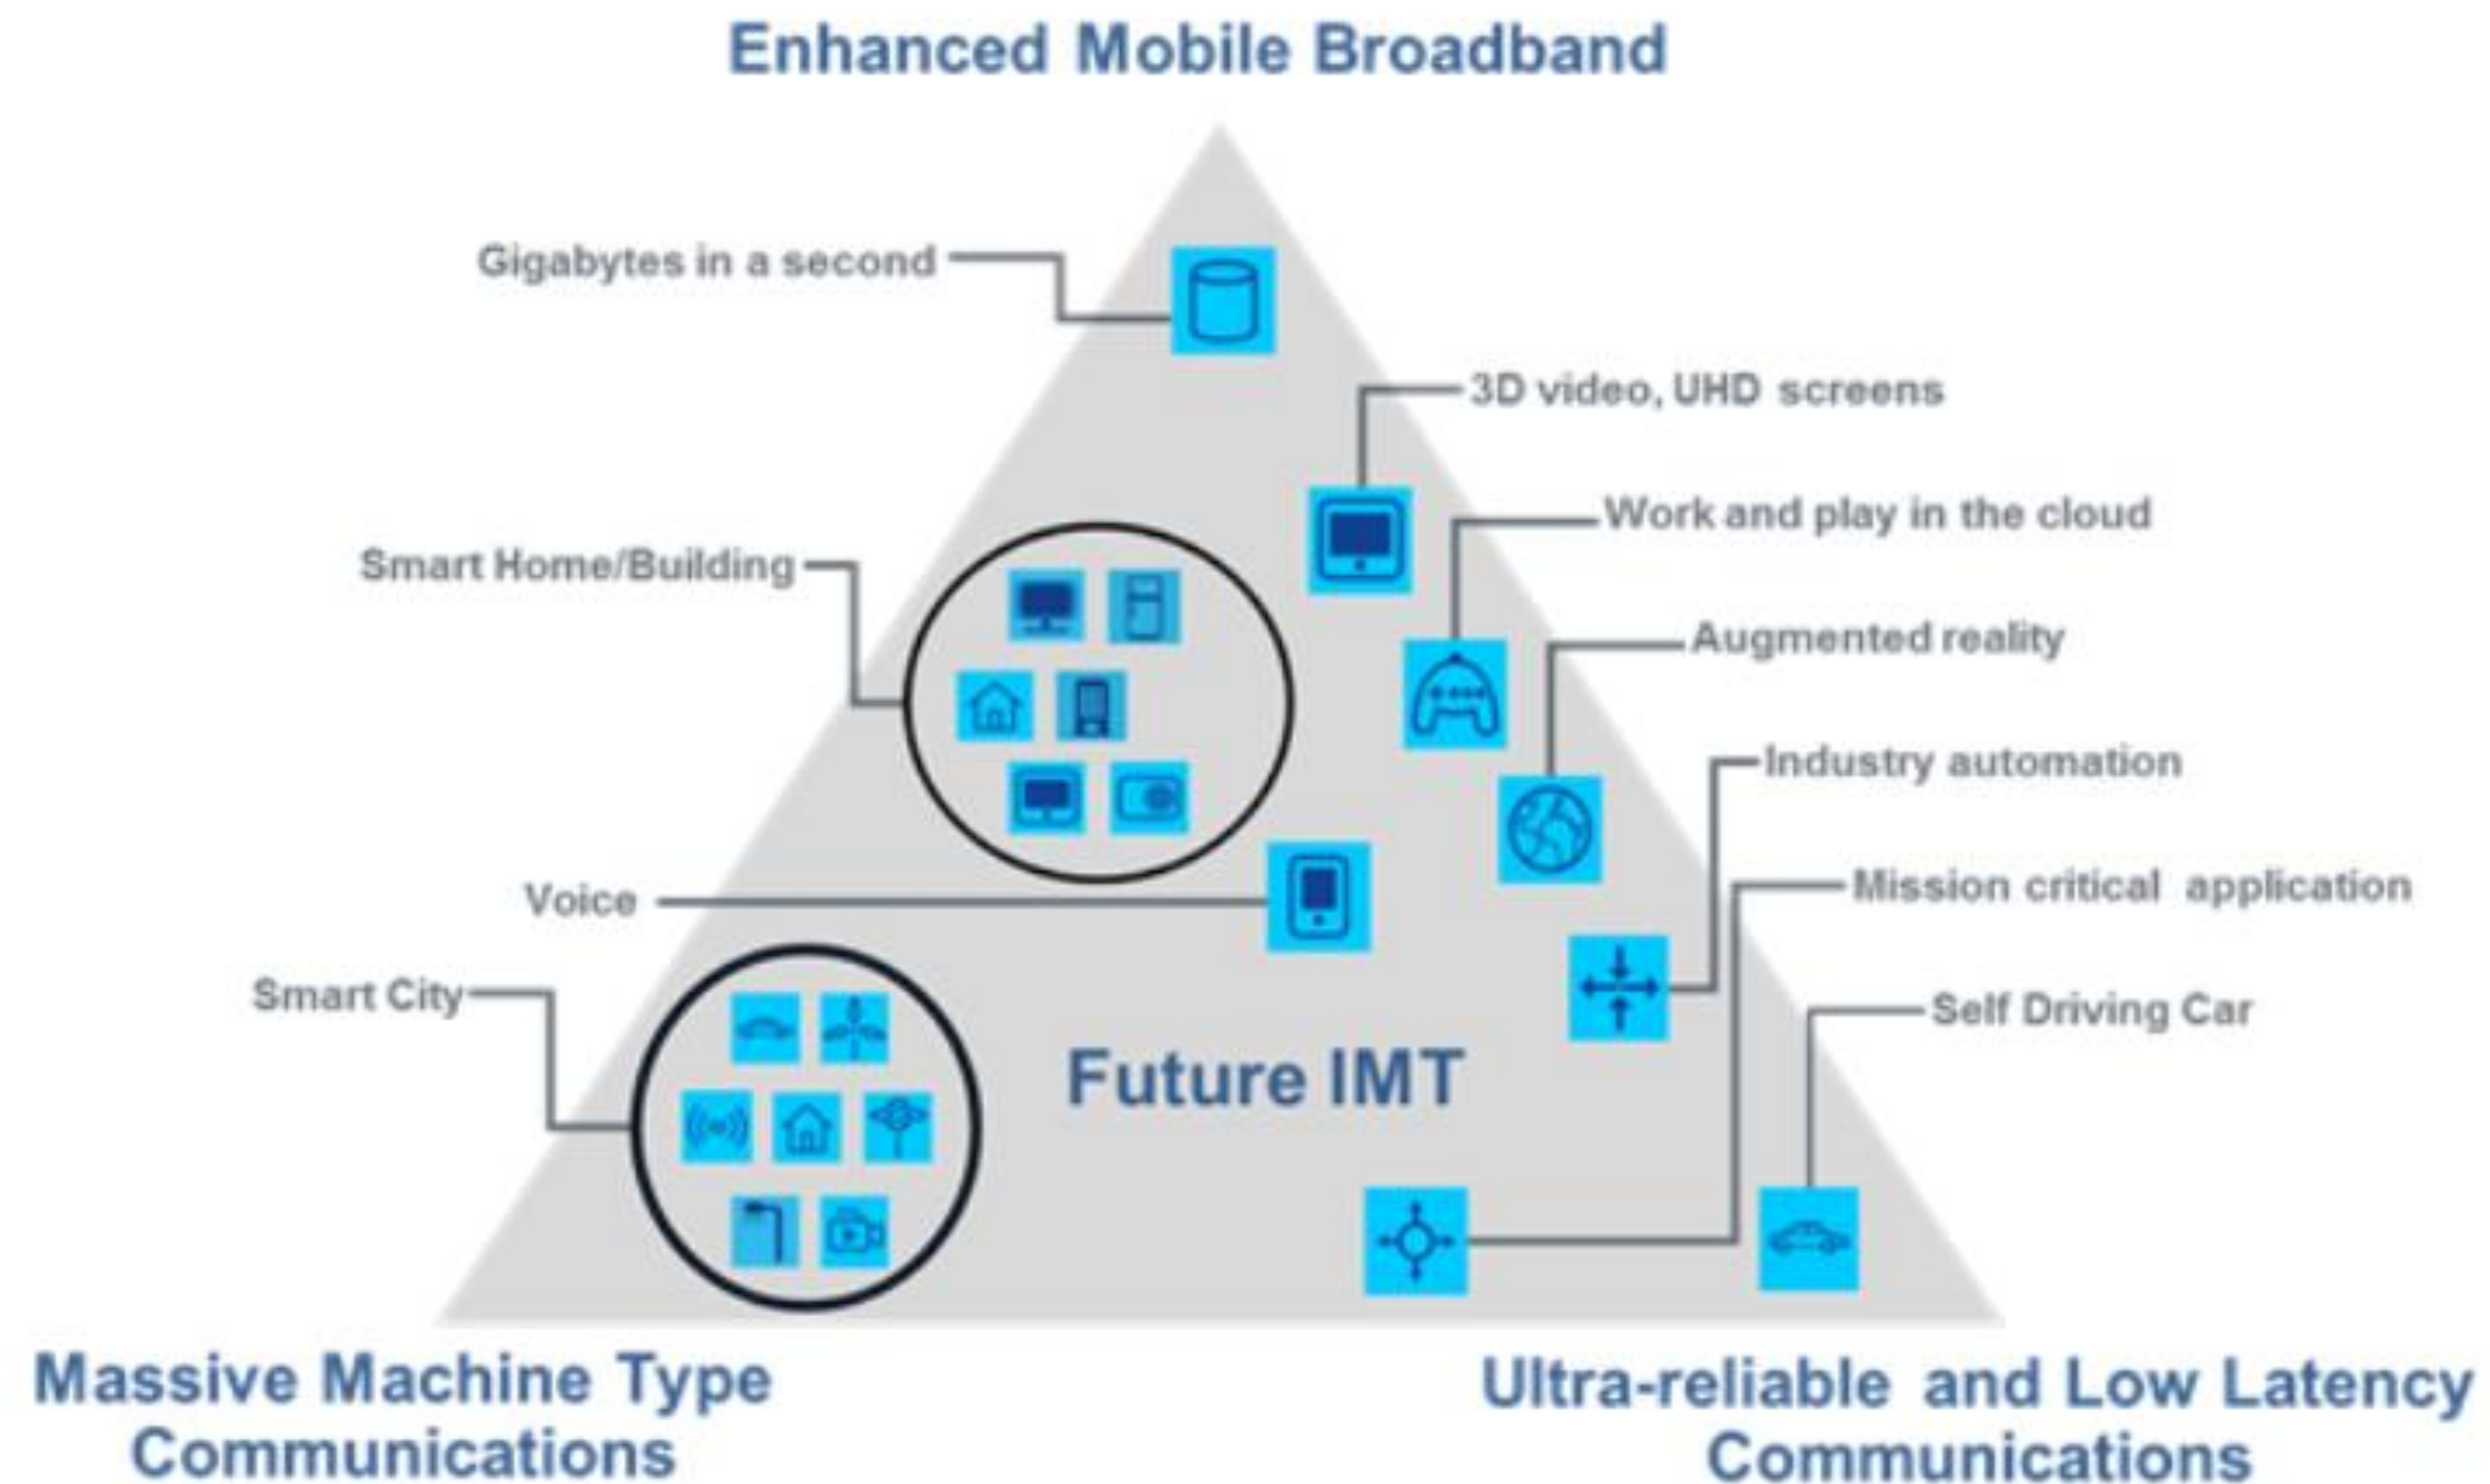 Enhanced Mobile Broadband
Gigabytes in a second
3D video, UHD screens
Work and play in the cloud
Smart Home/Building
Augmented reality
Industry automation
Voice
Mission critical application
Smart City
Self Driving Car
Future IMT
Massive Machine Type
Communications
Ultra-reliable and Low Latency
Communications